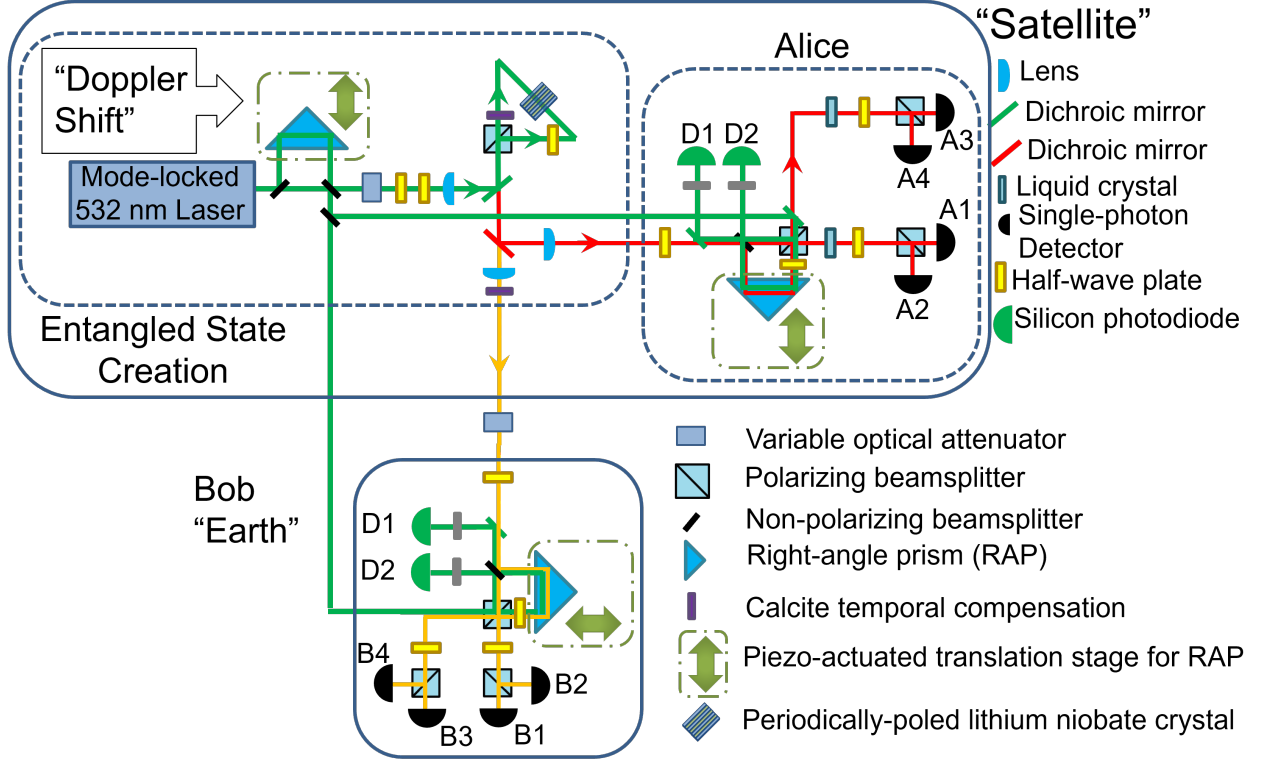 “Satellite”
“Doppler
Shift”
Mode-locked
532 nm Laser
Entangled State
Creation
Alice
D1
D2
A3
A4
A1
A2
Lens
Dichroic mirror
Dichroic mirror
Liquid crystal
Single-photon
Detector
Half-wave plate
Silicon photodiode
Bob
“Earth”
D1
D2
B4
B2
B3
B1
Variable optical attenuator
Polarizing beamsplitter
Non-polarizing beamsplitter
Right-angle prism (RAP)
Calcite temporal compensation
Piezo-actuated translation stage for RAP
Periodically-poled lithium niobate crystal